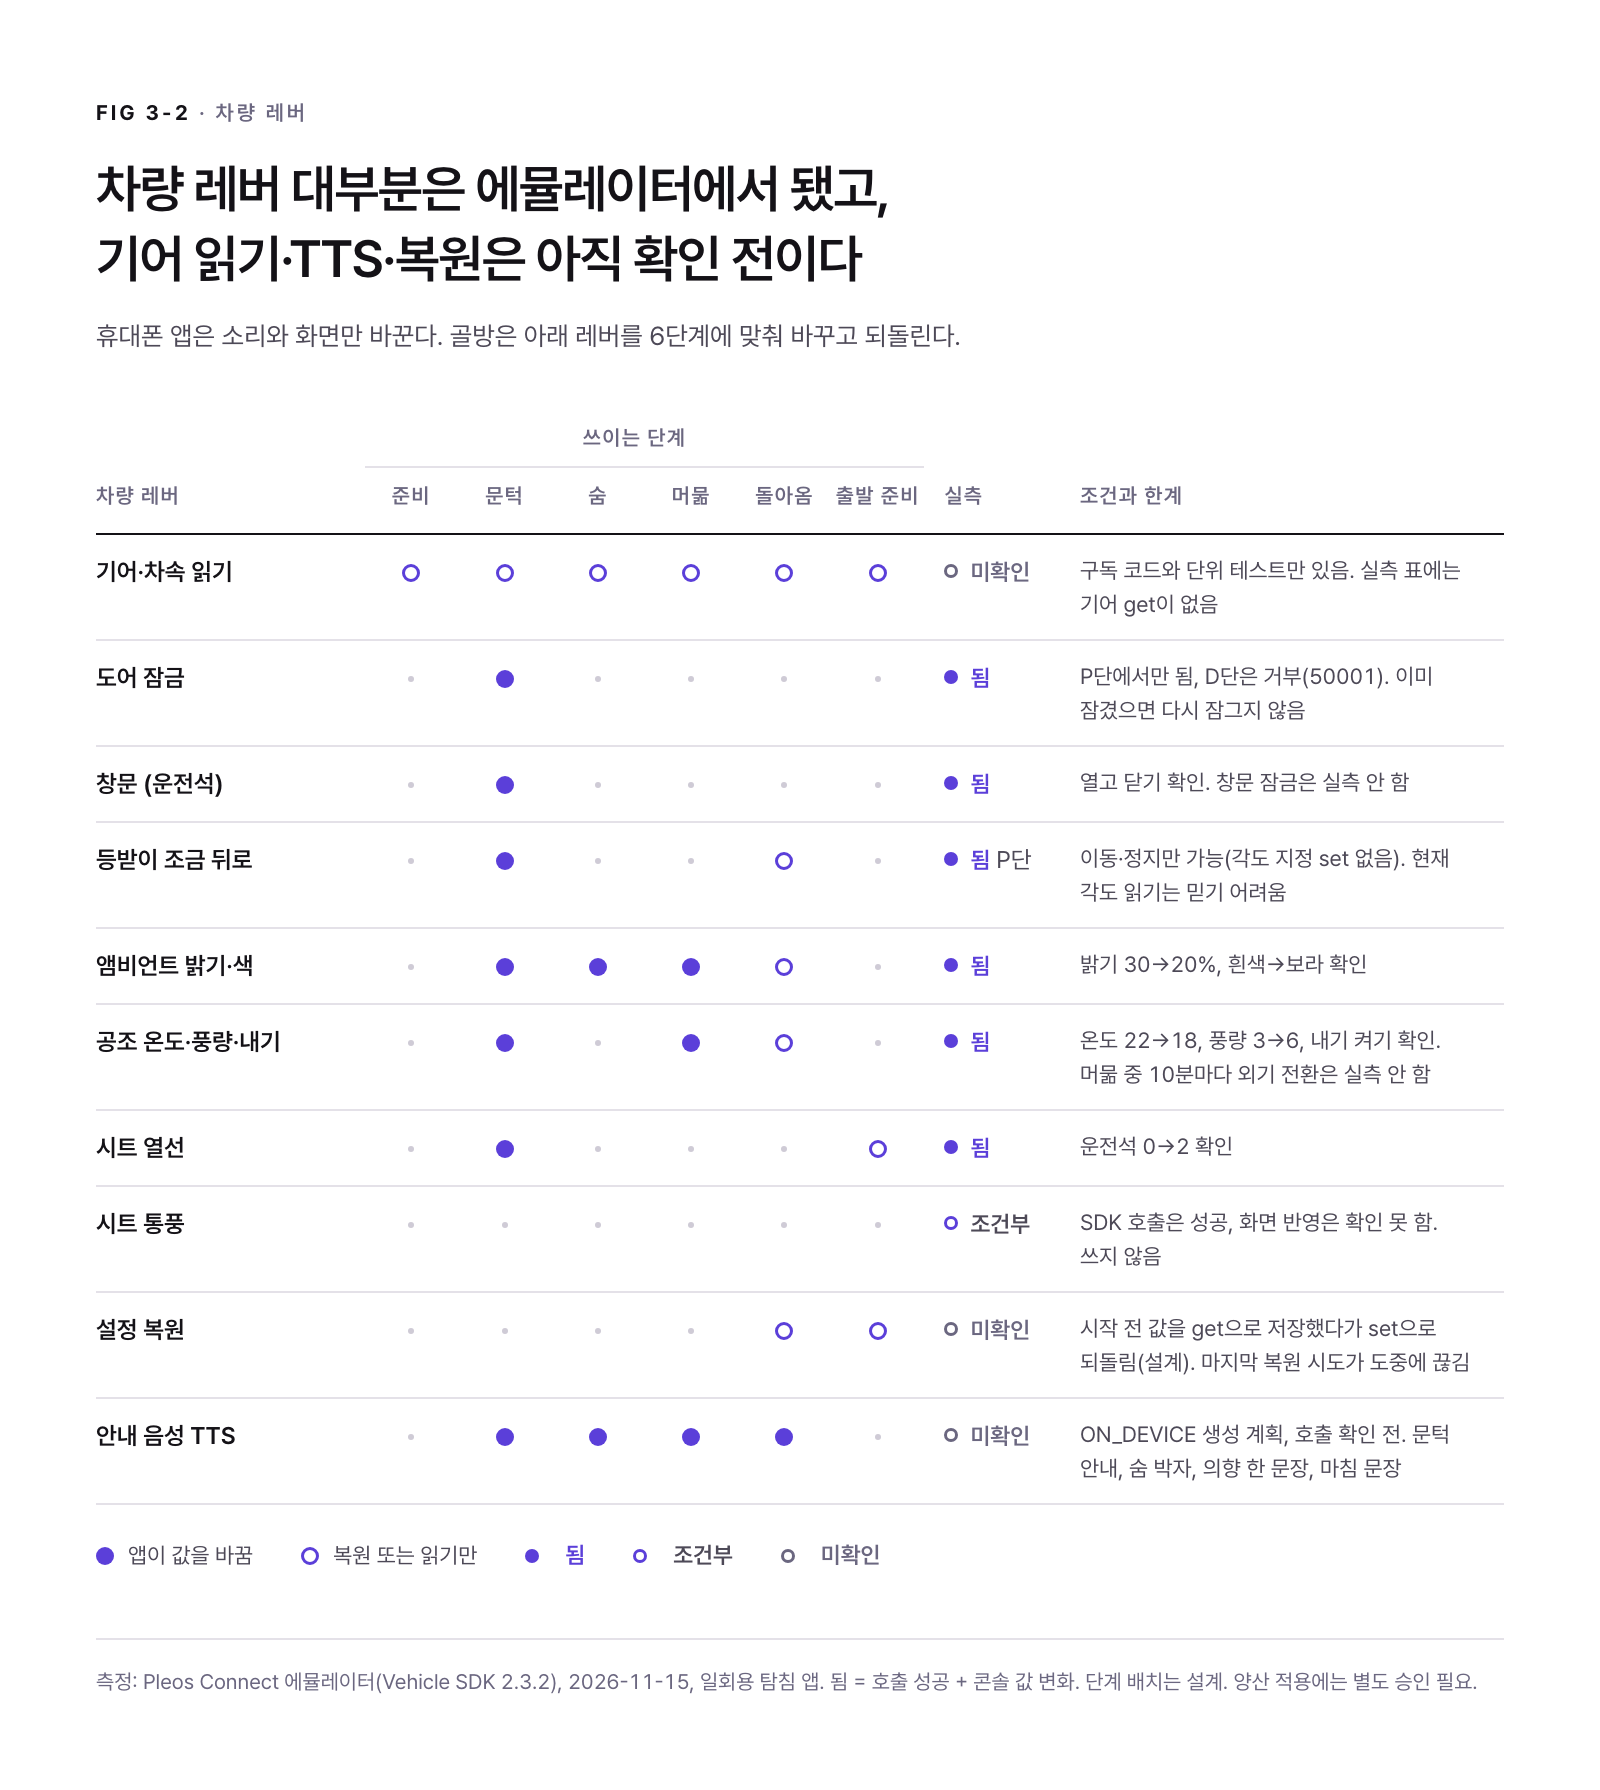 FIG 3-2 · 차량 레버
차량 레버 대부분은 에뮬레이터에서 됐고,
기어 읽기·TTS·복원은 아직 확인 전이다
휴대폰 앱은 소리와 화면만 바꾼다. 골방은 아래 레버를 6단계에 맞춰 바꾸고 되돌린다.
쓰이는 단계
차량 레버 준비 문턱 숨 머묾 돌아옴 출발 준비 실측 조건과 한계
기어·차속 읽기 미확인 구독 코드와 단위 테스트만 있음. 실측 표에는
기어 get이 없음
도어 잠금 됨 P단에서만 됨, D단은 거부(50001). 이미
잠겼으면 다시 잠그지 않음
창문 (운전석) 됨 열고 닫기 확인. 창문 잠금은 실측 안 함
등받이 조금 뒤로 됨 P단 이동·정지만 가능(각도 지정 set 없음). 현재
각도 읽기는 믿기 어려움
앰비언트 밝기·색 됨 밝기 30→20%, 흰색→보라 확인
공조 온도·풍량·내기 됨 온도 22→18, 풍량 3→6, 내기 켜기 확인.
머묾 중 10분마다 외기 전환은 실측 안 함
시트 열선 됨 운전석 0→2 확인
시트 통풍 조건부 SDK 호출은 성공, 화면 반영은 확인 못 함.
쓰지 않음
설정 복원 미확인 시작 전 값을 get으로 저장했다가 set으로
되돌림(설계). 마지막 복원 시도가 도중에 끊김
안내 음성 TTS 미확인 ON_DEVICE 생성 계획, 호출 확인 전. 문턱
안내, 숨 박자, 의향 한 문장, 마침 문장
앱이 값을 바꿈 복원 또는 읽기만 됨 조건부 미확인
측정: Pleos Connect 에뮬레이터(Vehicle SDK 2.3.2), 2026-11-15, 일회용 탐침 앱. 됨 = 호출 성공 + 콘솔 값 변화. 단계 배치는 설계. 양산 적용에는 별도 승인 필요.